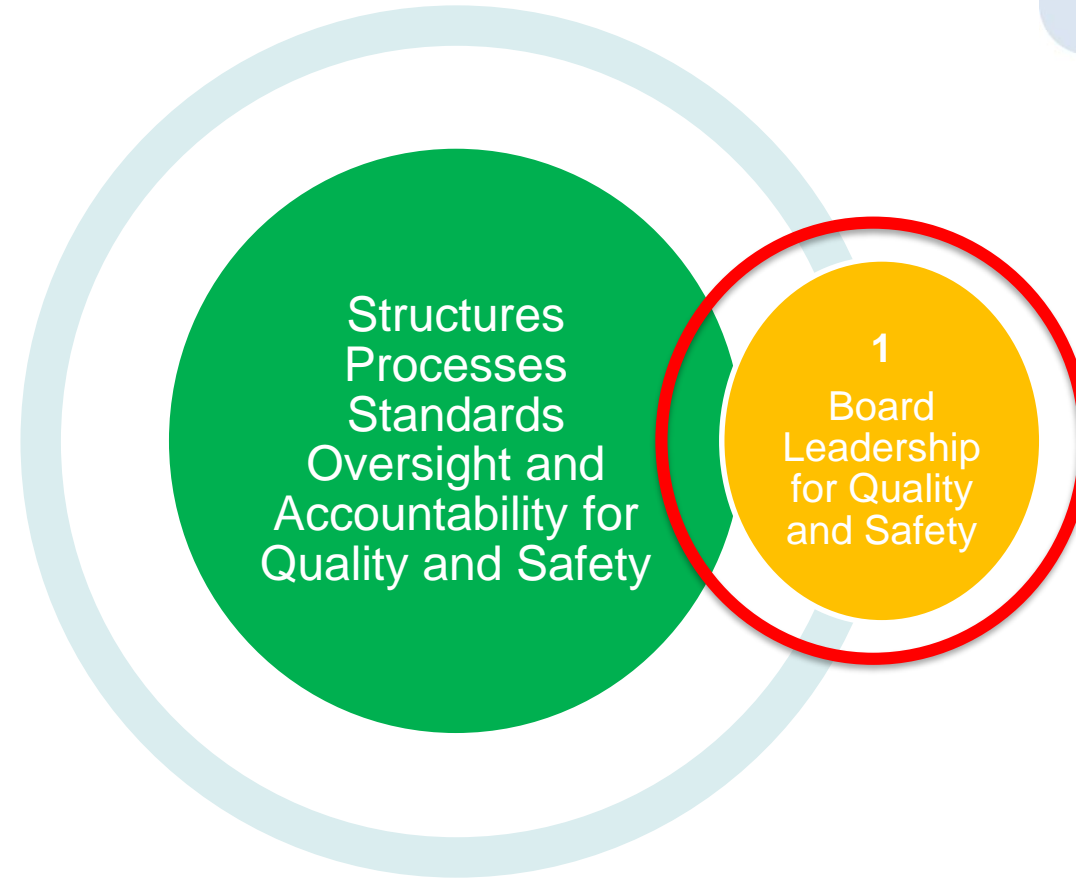 Structures
Processes
Standards
Oversight and
Accountability for
Quality and Safety
1
Board
Leadership
for Quality
and Safety